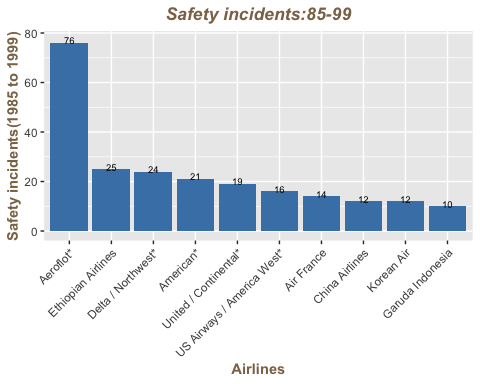 Safety incidents:85-99
Safety incidents(1985 to 1999)
80
60
40
20
0
76
25
24
21
19
16
14
12
12
10
Aeroflot*
Ethiopian Airlines
Delta / Northwest*
American*
United / Continental*
US Airways / America West*
Air France
China Airlines
Korean Air
Garuda Indonesia
Airlines